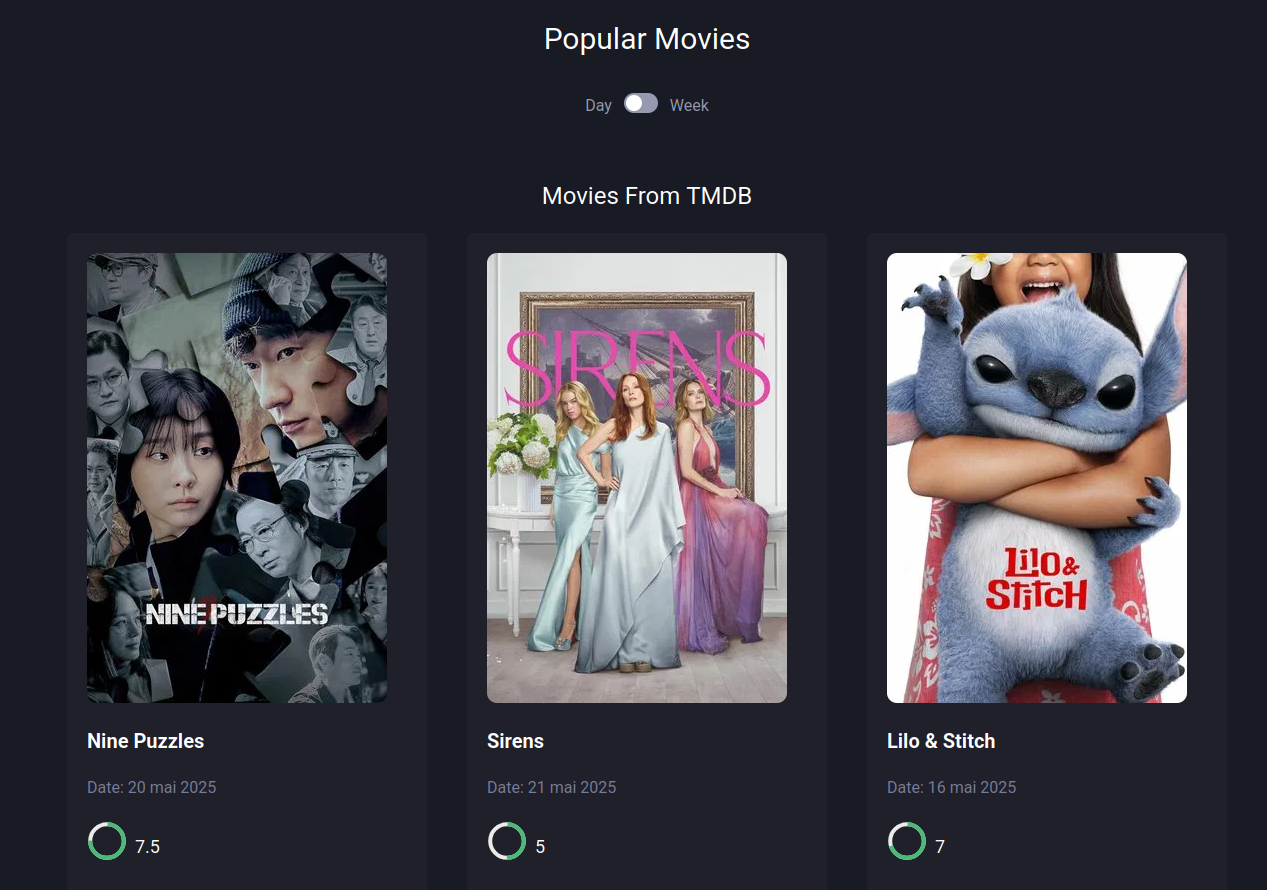 Popular Movies
Day Week
Movies From TMDB
NINE PUZZLES
SIRENS
Lilo &
Stitch
Nine Puzzles
Sirens
Lilo & Stitch
Date: 20 mai 2025
Date: 21 mai 2025
Date: 16 mai 2025
7.5
5
7